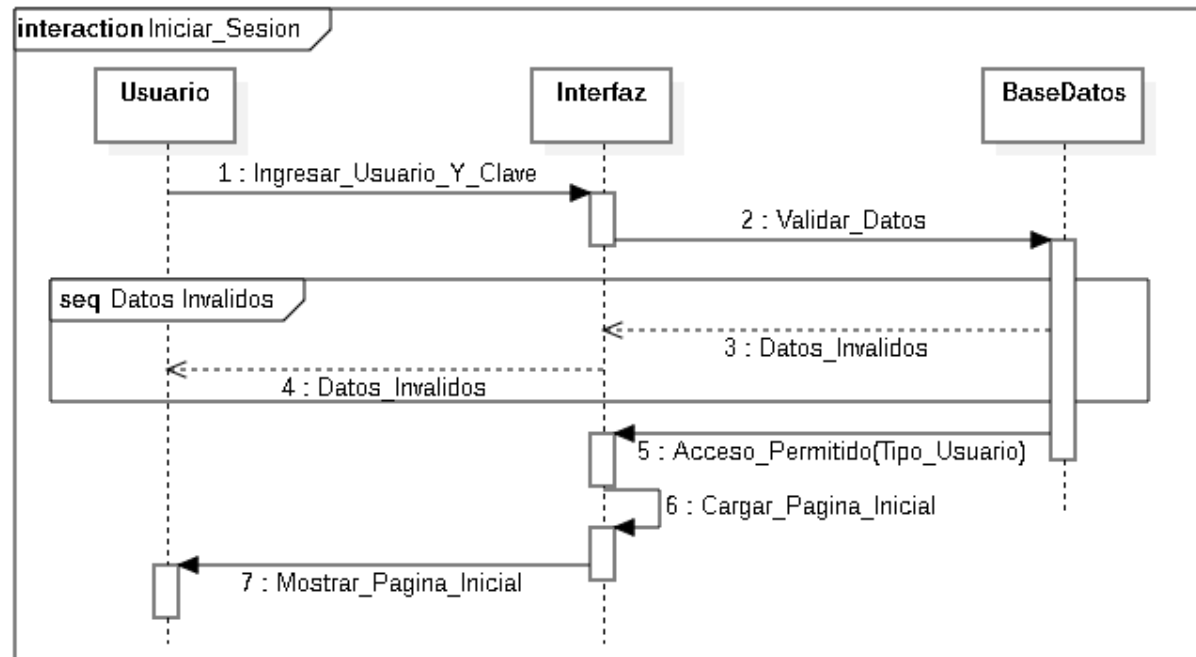 interaction Iniciar_Sesion
Usuario
Interfaz
BaseDatos
1 : Ingresar_Usuario_Y_Clave
2 : Validar_Datos
seq Datos Invalidos
3 : Datos_Invalidos
4 : Datos_Invalidos
5 : Acceso_Permitido(Tipo_Usuario)
6 : Cargar_Pagina_Inicial
7 : Mostrar_Pagina_Inicial